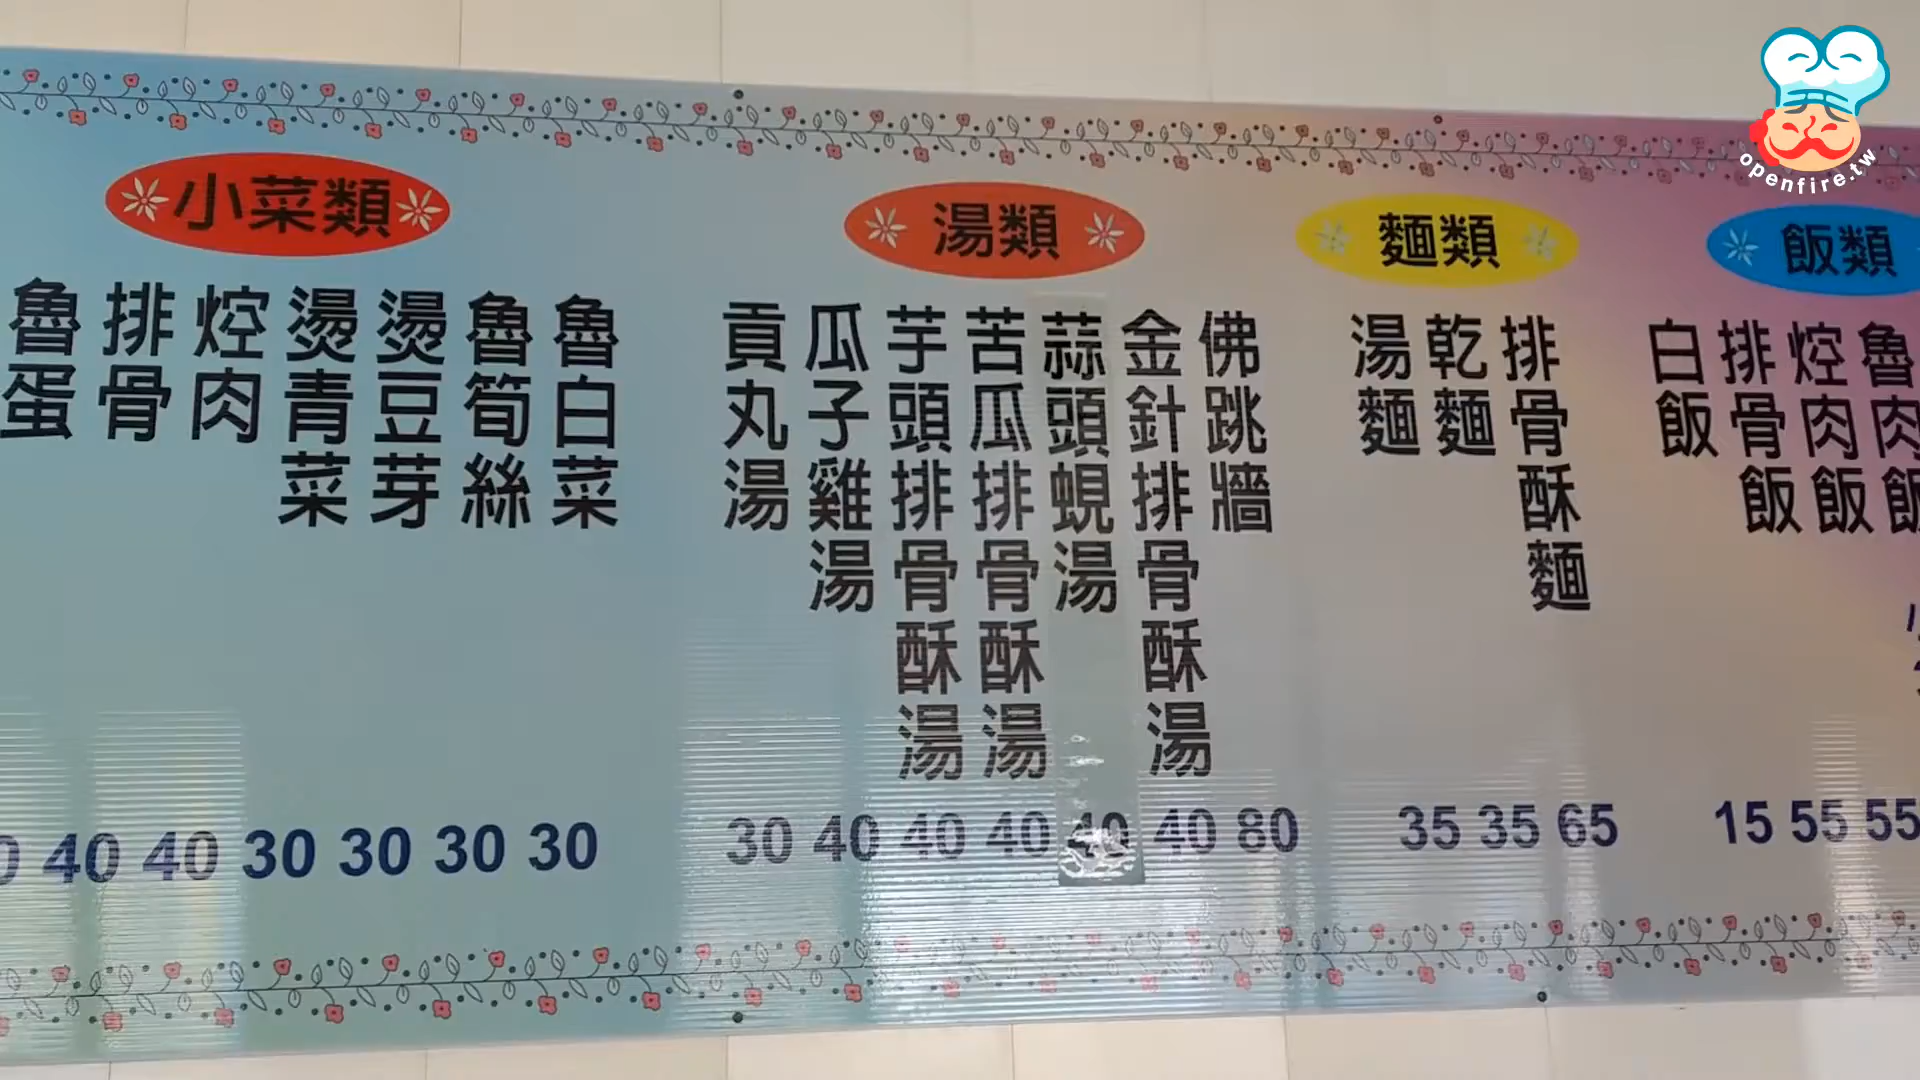 小菜類
魯蛋
排骨 40
焢肉 40
燙青菜 30
燙豆芽 30
魯筍絲 30
魯白菜 30
湯類
貢丸湯 30
瓜子雞湯 40
芋頭排骨酥湯 40
苦瓜排骨酥湯 40
蒜頭蜆湯 40
金針排骨酥湯 40
佛跳牆 80
麵類
湯麵 35
乾麵 35
排骨酥麵 65
飯類
白飯 15
排骨飯 55
焢肉飯 55
魯肉飯
openfire.tw